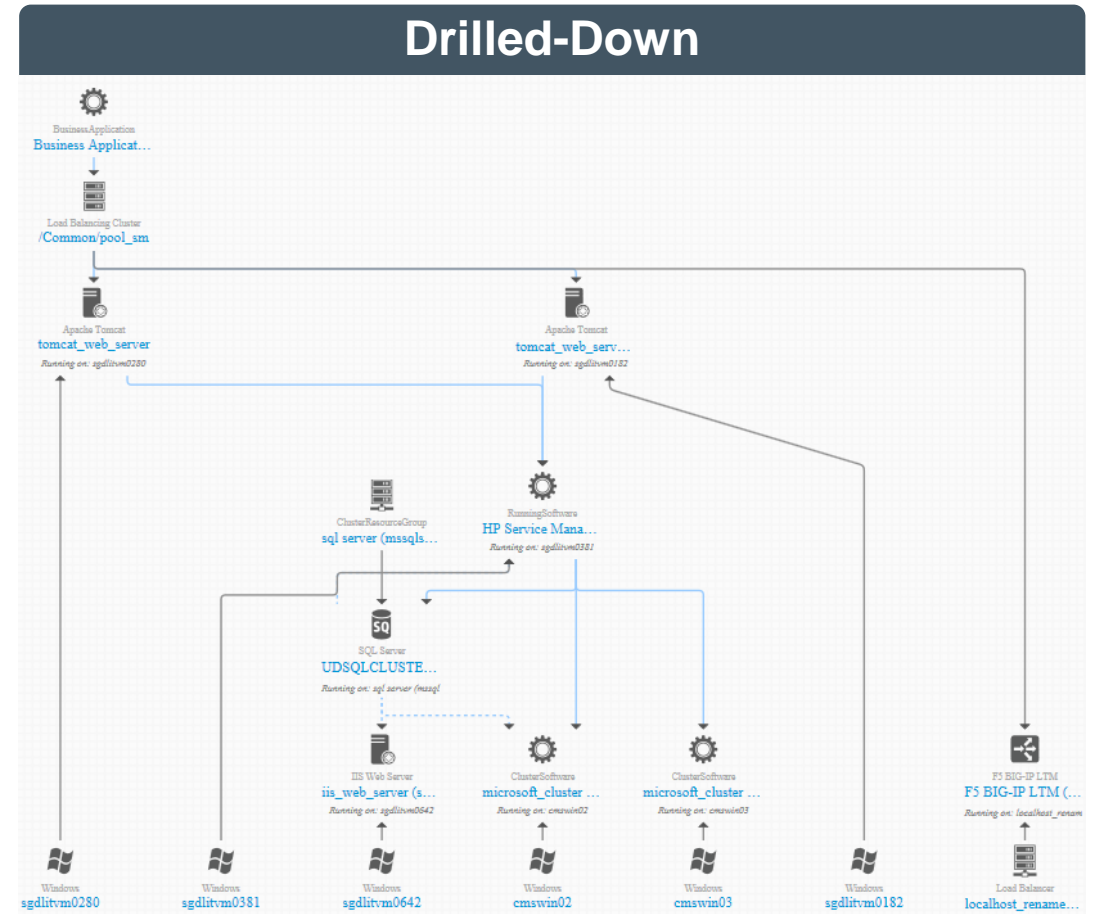 Drilled-Down
BusinessApplication
Business Applicat...
Load Balancing Cluster
/Common/pool_sm
Apache Tomcat
tomcat_web_server
Running on: sgdlitvm0280
Apache Tomcat
tomcat_web_serv...
Running on: sgdlitvm0182
ClusterResourceGroup
sql server (mssqls...
RunningSoftware
HP Service Mana...
Running on: sgdlitvm0381
SQ
SQL Server
UDSQLCLUSTE...
Running on: sql server (mssql
IIS Web Server
iis_web_server (s...
Running on: sgdlitvm0642
ClusterSoftware
microsoft_cluster ...
Running on: cmswin02
ClusterSoftware
microsoft_cluster ...
Running on: cmswin03
F5 BIG-IP LTM
F5 BIG-IP LTM (...
Running on: localhost_renam
Windows
sgdlitvm0280
Windows
sgdlitvm0381
Windows
sgdlitvm0642
Windows
cmswin02
Windows
cmswin03
Windows
sgdlitvm0182
Load Balancer
localhost_rename...